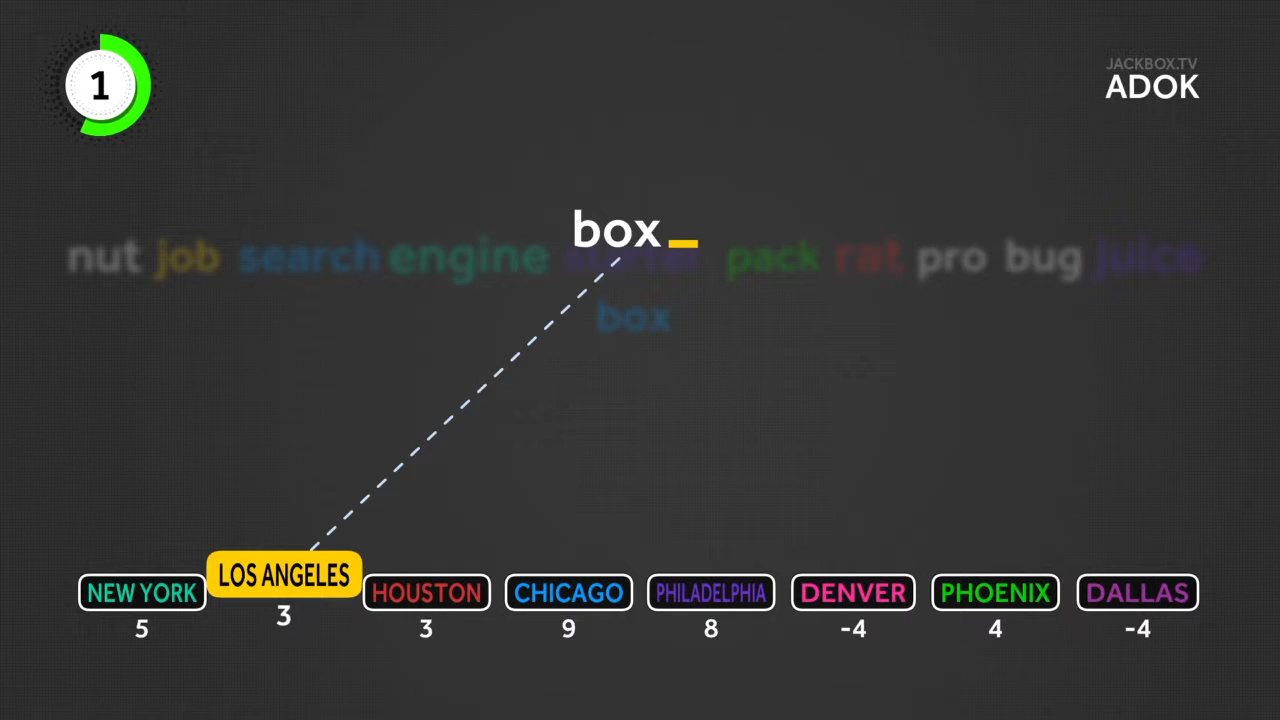 1
JACKBOX.TV
ADOK
box_
nut job search engine pack rat pro bug juice
box
NEW YORK LOS ANGELES HOUSTON CHICAGO PHILADELPHIA DENVER PHOENIX DALLAS
5 3 3 9 8 -4 4 -4